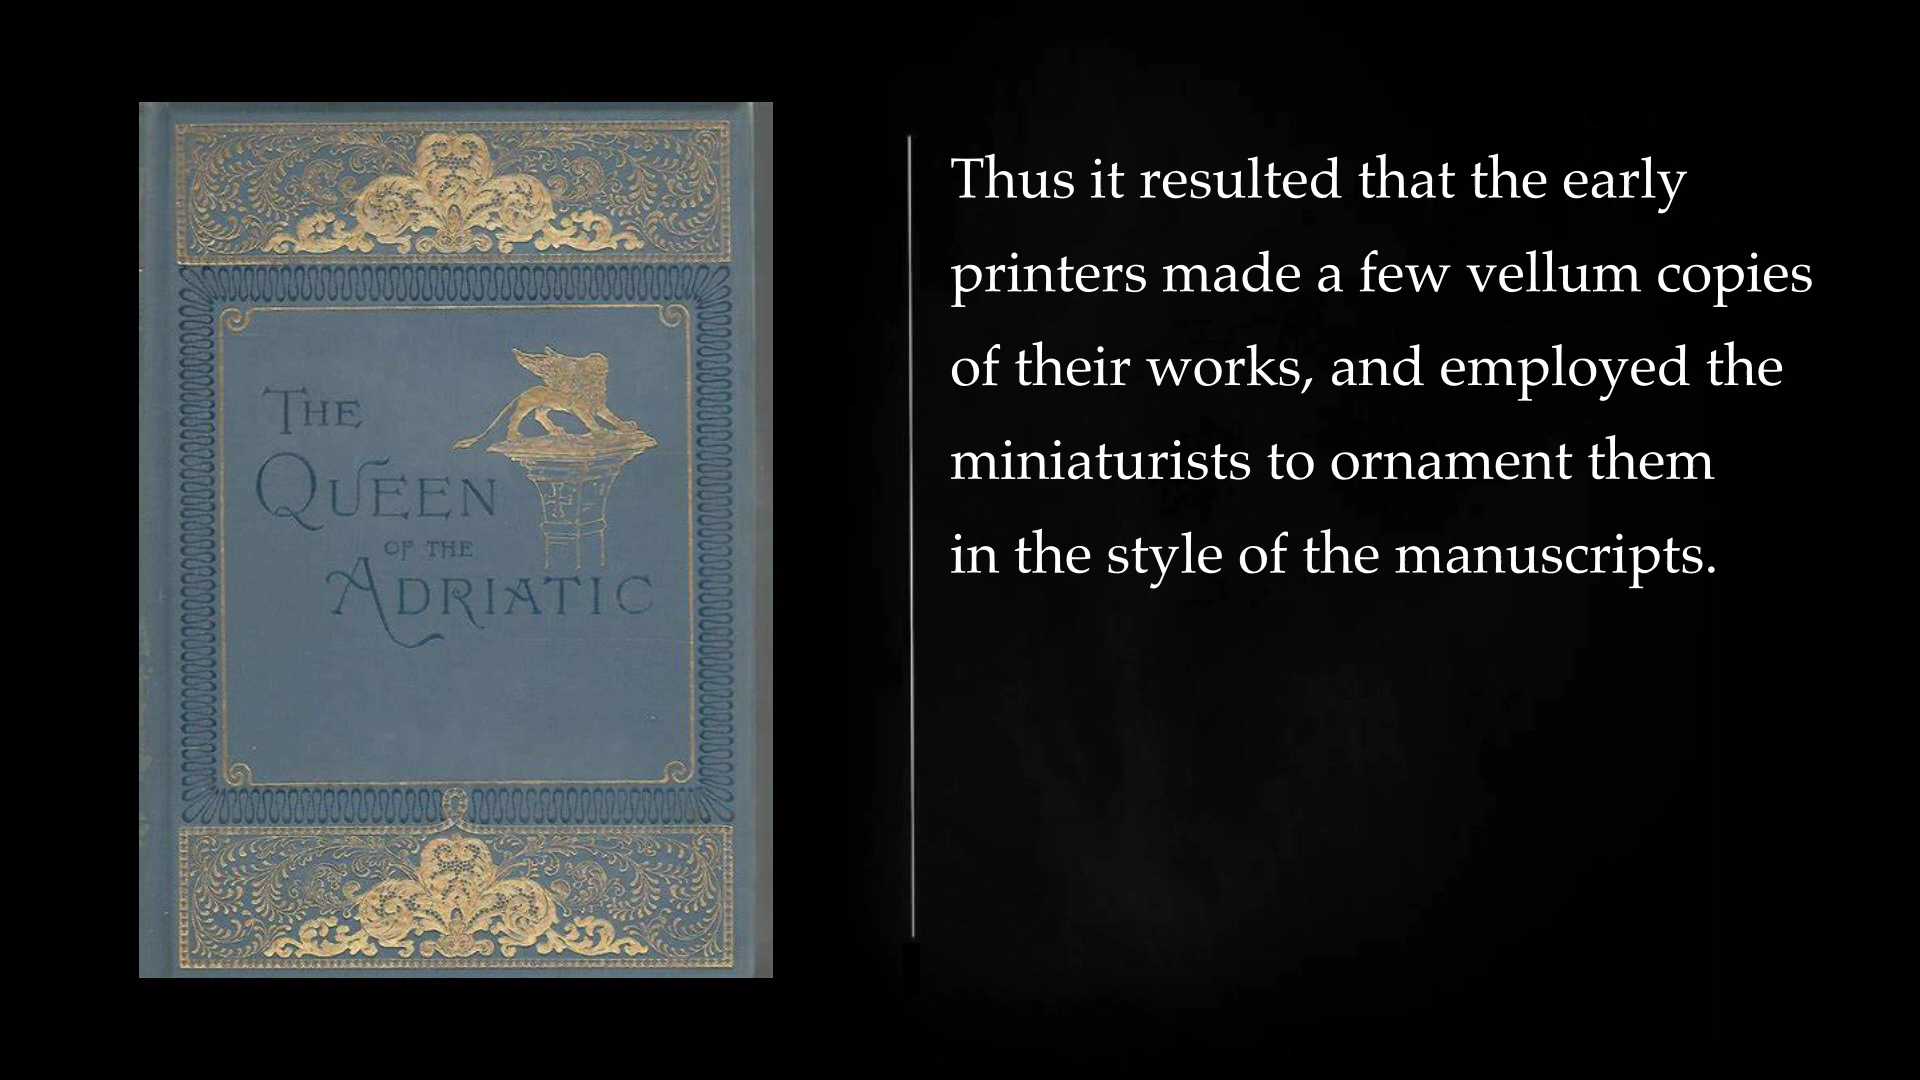 THE
QUEEN
OF THE
ADRIATIC
Thus it resulted that the early
printers made a few vellum copies
of their works, and employed the
miniaturists to ornament them
in the style of the manuscripts.